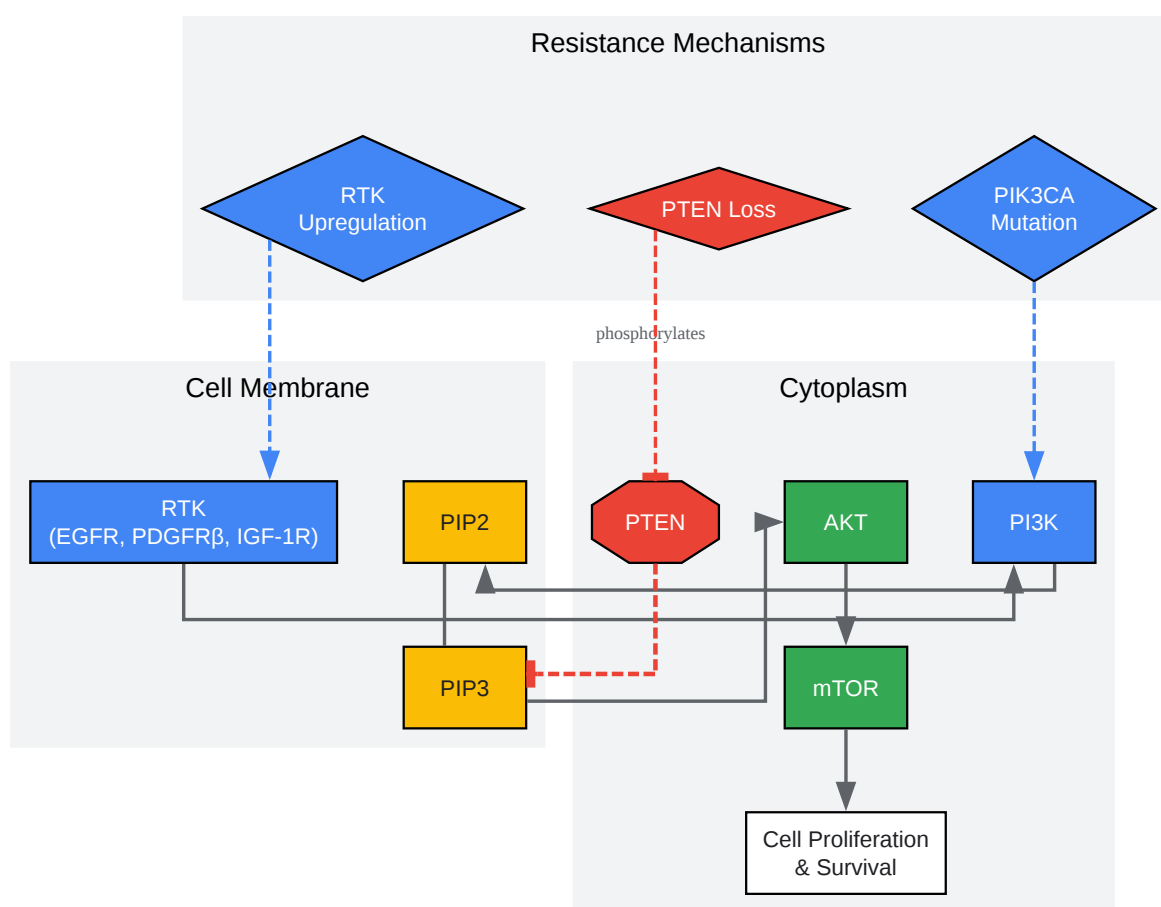 Resistance Mechanisms
RTK
Upregulation
PTEN Loss
PIK3CA
Mutation
phosphorylates
Cell Membrane
Cytoplasm
RTK
(EGFR, PDGFRβ, IGF-1R)
PIP2
PTEN
AKT
PI3K
PIP3
mTOR
Cell Proliferation
& Survival